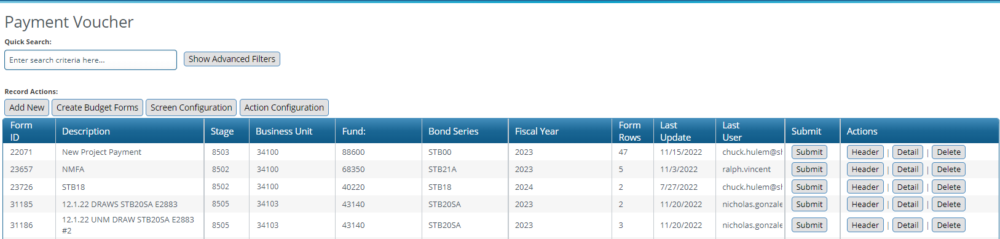 Payment Voucher
Quick Search:
Enter search criteria here... Show Advanced Filters
Record Actions:
Add New Create Budget Forms Screen Configuration Action Configuration
Form ID Description Stage Business Unit Fund: Bond Series Fiscal Year Form Rows Last Update Last User Submit Actions
22071 New Project Payment 8503 34100 88600 STB00 2023 47 11/15/2022 chuck.hulem@sh Submit Header | Detail | Delete
23657 NMFA 8502 34100 68350 STB21A 2023 5 11/3/2022 ralph.vincent Submit Header | Detail | Delete
23726 STB18 8502 34100 40220 STB18 2024 2 7/27/2022 chuck.hulem@sh Submit Header | Detail | Delete
31185 12.1.22 DRAWS STB20SA E2883 8505 34103 43140 STB20SA 2023 2 11/20/2022 nicholas.gonzale Submit Header | Detail | Delete
31186 12.1.22 UNM DRAW STB20SA E2883 #2 8505 34103 43140 STB20SA 2023 3 11/20/2022 nicholas.gonzale Submit Header | Detail | Delete